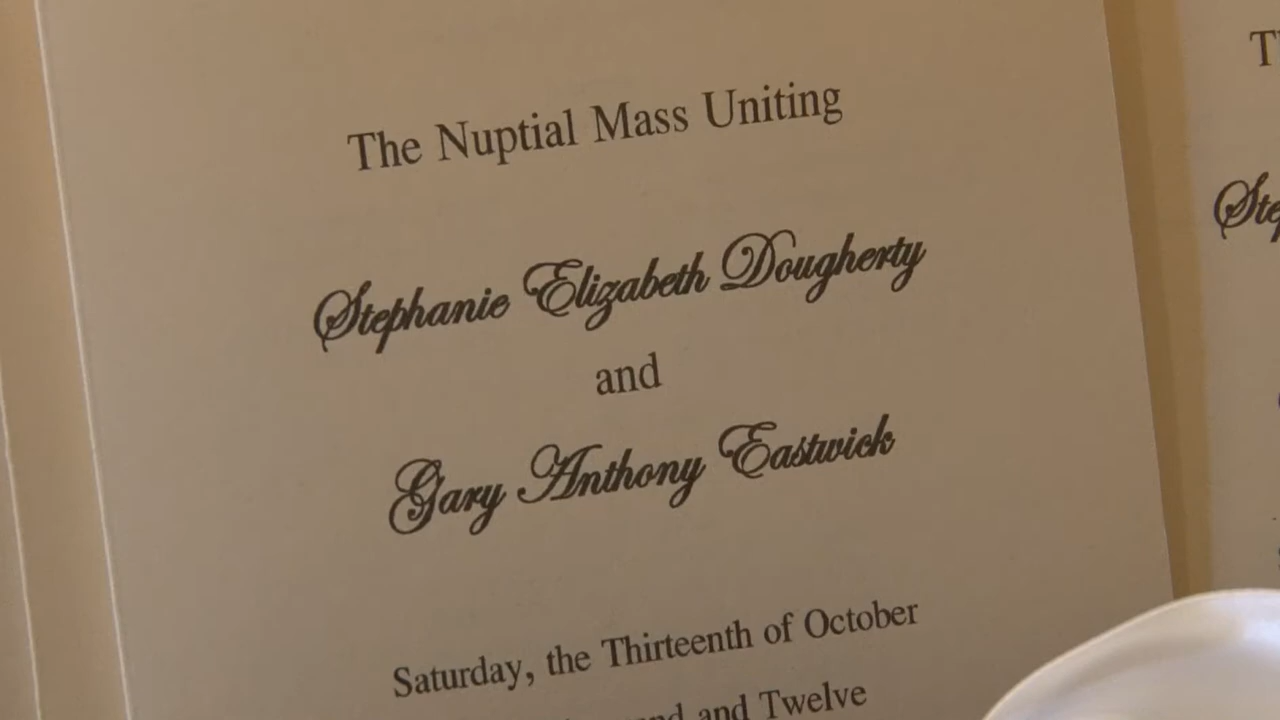 The Nuptial Mass Uniting
Stephanie Elizabeth Dougherty
and
Gary Anthony Eastwick
Saturday, the Thirteenth of October
and Twelve